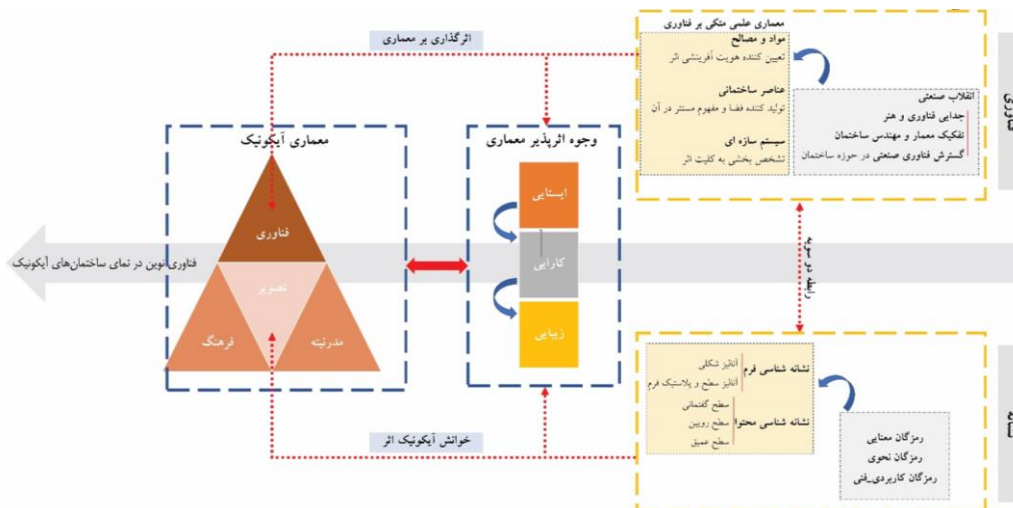 معماری علمی متکی بر فناوری
مواد و مصالح
تعیین کننده هویت آفرینشی اثر
عناصر ساختمانی
تولید کننده فضا و مفهوم مستتر در آن
سیستم سازه ای
تشخص بخشی به کلیت اثر
انقلاب صنعتی
جدایی فناوری و هنر
تفکیک معمار و مهندس ساختمان
گسترش فناوری صنعتی در حوزه ساختمان
فناوری
اثرگذاری بر معماری
وجوه اثرپذیر معماری
ایستایی
کارایی
زیبایی
معماری آیکونیک
فناوری
تصویر
مدرنیته
فرهنگ
فناوری نوین در نمای ساختمان‌های آیکونیک
رابطه دو سویه
خوانش آیکونیک اثر
نشانه شناسی فرم
آنالیز شکلی
آنالیز سطح و پلاستیک فرم
نشانه شناسی محتوا
سطح گفتمانی
سطح رویین
سطح عمیق
رمزگان معنایی
رمزگان نحوی
رمزگان کاربردی_فنی
نشانه